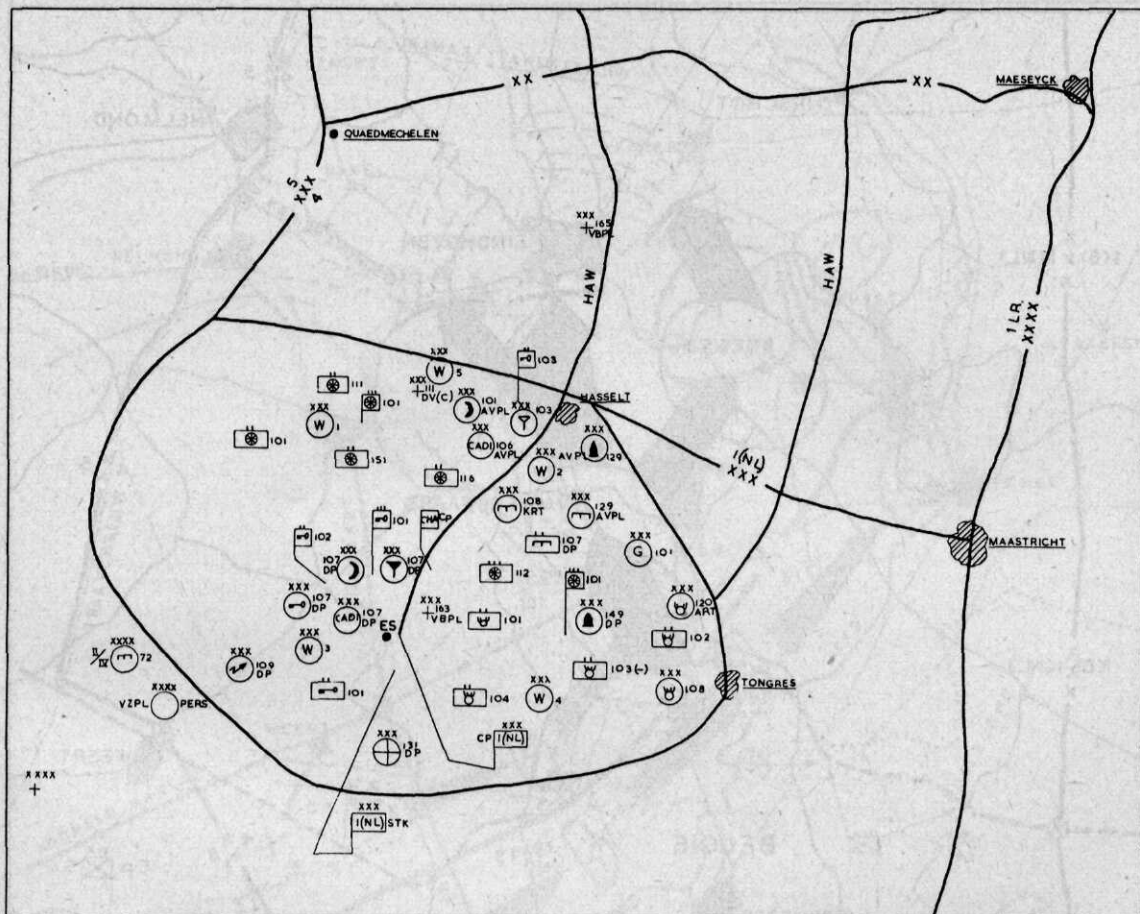 XX
XX
MAESEYCK
QUAEDMECHELEN
5
XXX
4
XXX
165
VBPL
HAW
HAW
1 LR.
XXXX
XXX
W 5
103
XXX
111
DV(C)
111
101
XXX
101
AVPL
XXX
103
HASSELT
XXX
W 1
101
XXX
CADI 106
AVPL
XXX
129
AVPL
XXX
W 2
1(NL)
XXX
151
116
XXX
108
KRT
XXX
129
AVPL
MAASTRICHT
101
CHA CP
102
XXX
107
DP
XXX
107
DP
107
DP
XXX
G 101
112
101
XXX
107
DP
XXX
CADI 107
DP
XXX
163
VBPL
101
XXX
149
DP
XXX
120
ART
ES
102
XXX
W 3
II/IV
XXXX
72
XXX
109
DP
103(-)
XXXX
VZPL PERS
101
104
XXX
W 4
XXX
108
TONGRES
XXX
CP 1(NL)
XXX
131
DP
XXXX
XXX
1(NL) STK